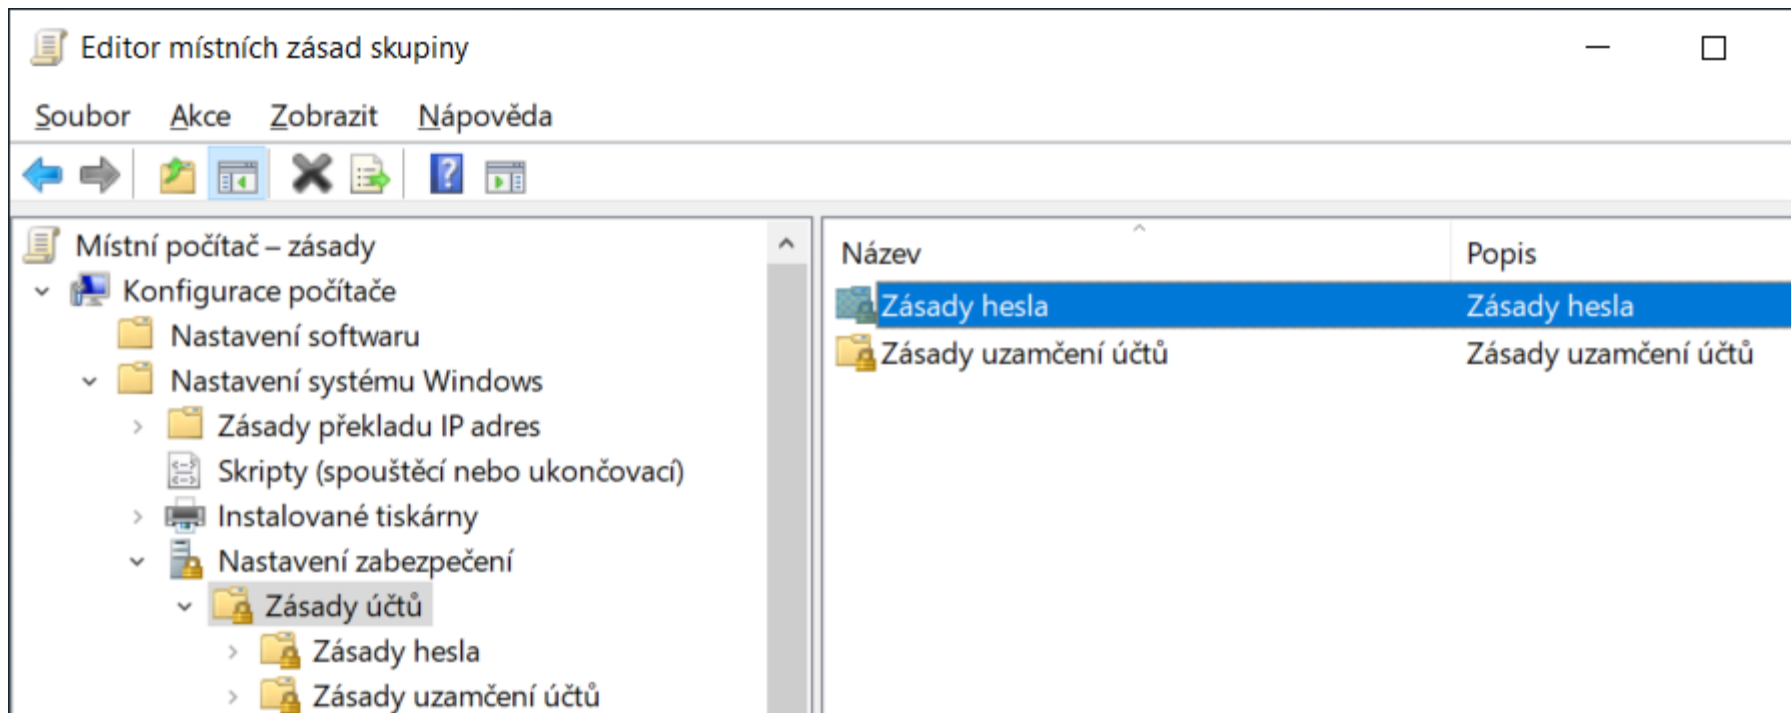 Editor místních zásad skupiny
Soubor Akce Zobrazit Nápověda
Místní počítač – zásady
Konfigurace počítače
Nastavení softwaru
Nastavení systému Windows
Zásady překladu IP adres
Skripty (spouštěcí nebo ukončovací)
Instalované tiskárny
Nastavení zabezpečení
Zásady účtů
Zásady hesla
Zásady uzamčení účtů
Název Popis
Zásady hesla Zásady hesla
Zásady uzamčení účtů Zásady uzamčení účtů